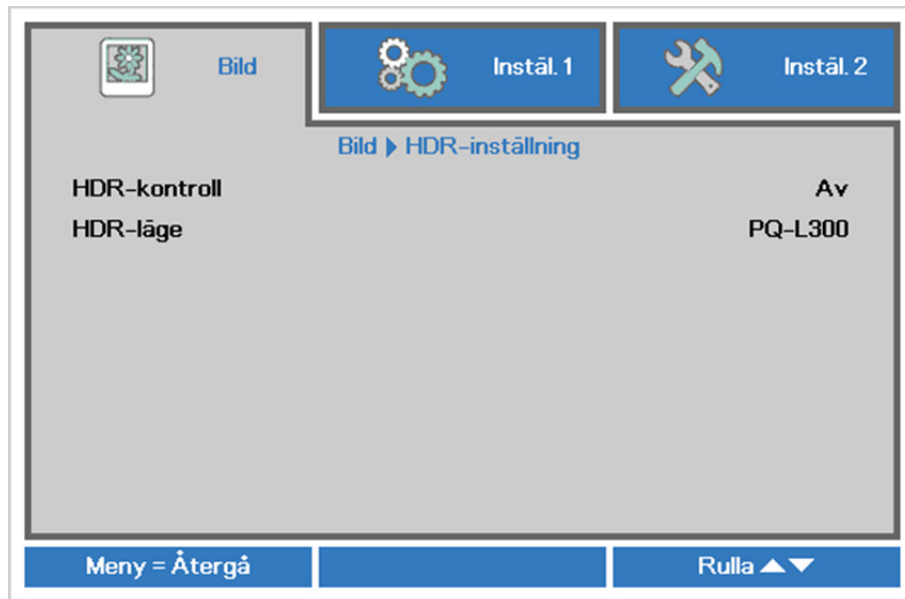 Bild Instäl. 1 Instäl. 2
Bild ▶ HDR-inställning
HDR-kontroll Av
HDR-läge PQ-L300
Meny = Återgå Rulla ▲▼